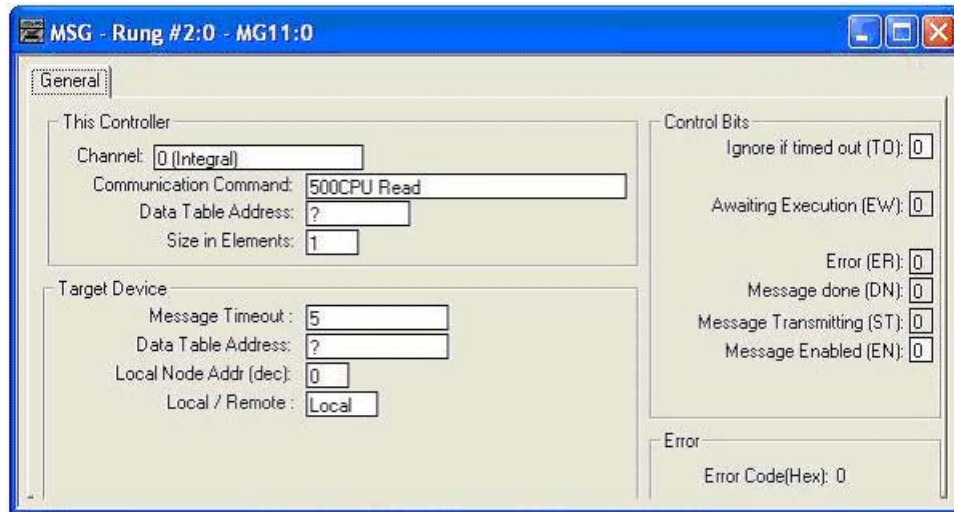 MSG - Rung #2:0 - MG11:0
General
This Controller
Channel: 0 (Integral)
Communication Command: 500CPU Read
Data Table Address: ?
Size in Elements: 1
Target Device
Message Timeout : 5
Data Table Address: ?
Local Node Addr (dec): 0
Local / Remote : Local
Control Bits
Ignore if timed out (TO): 0
Awaiting Execution (EW): 0
Error (ER): 0
Message done (DN): 0
Message Transmitting (ST): 0
Message Enabled (EN): 0
Error
Error Code(Hex): 0